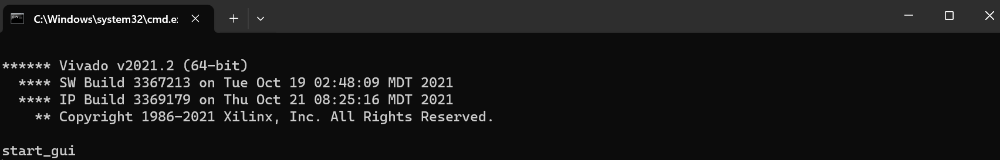 C:\Windows\system32\cmd.e
****** Vivado v2021.2 (64-bit)
**** SW Build 3367213 on Tue Oct 19 02:48:09 MDT 2021
**** IP Build 3369179 on Thu Oct 21 08:25:16 MDT 2021
** Copyright 1986-2021 Xilinx, Inc. All Rights Reserved.
start_gui